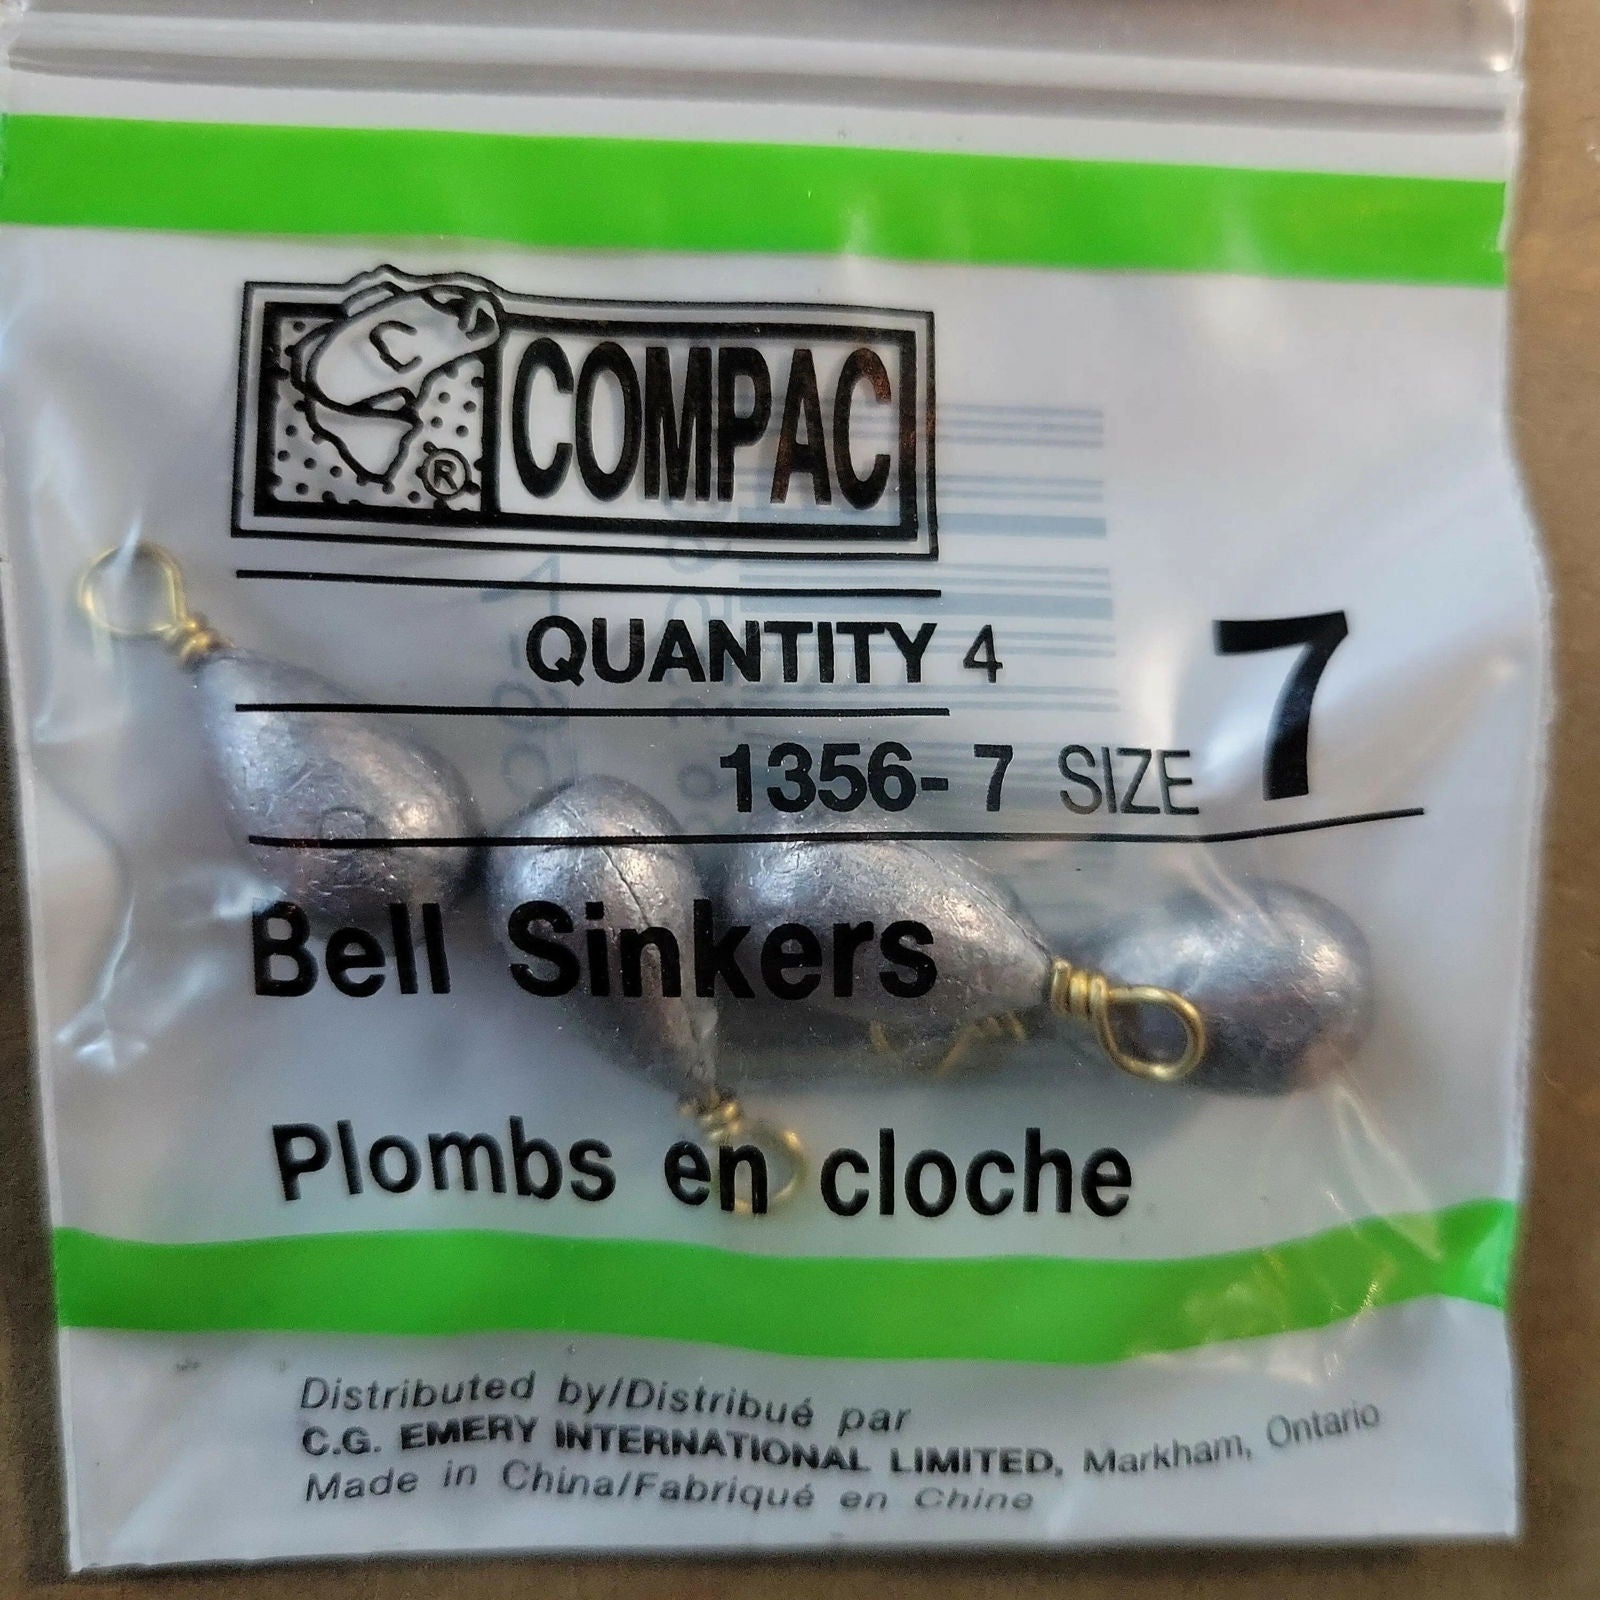 C
®
COMPAC
QUANTITY 4
1356-7 SIZE 7
Bell Sinkers
Plombs en cloche
Distributed by/Distribué par
C.G. EMERY INTERNATIONAL LIMITED, Markham, Ontario
Made in China/Fabriqué en Chine